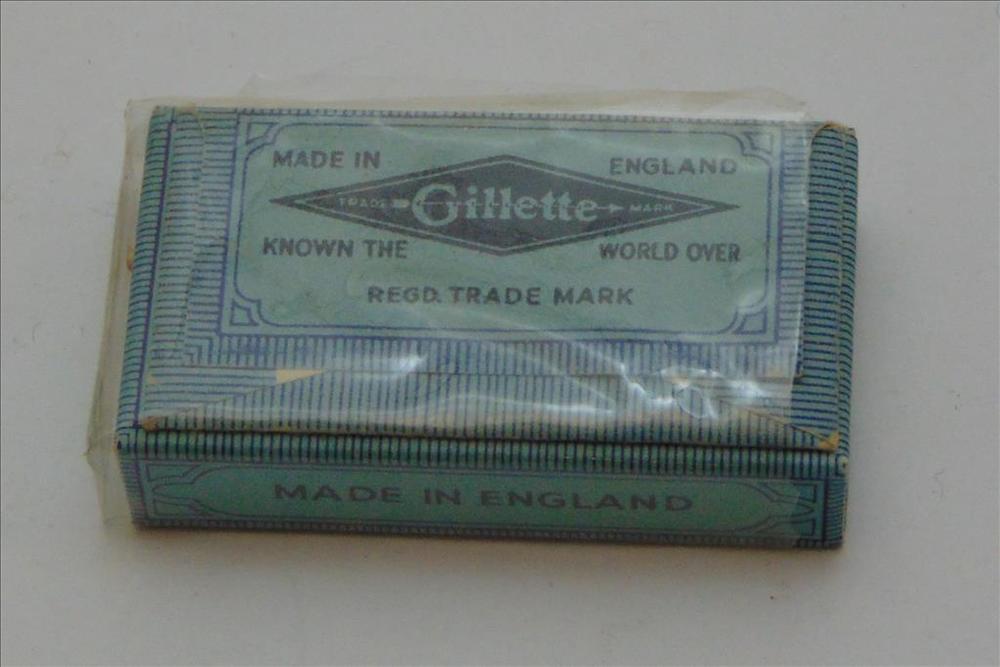 MADE IN ENGLAND
TRADE Gillette MARK
KNOWN THE WORLD OVER
REGD. TRADE MARK
MADE IN ENGLAND